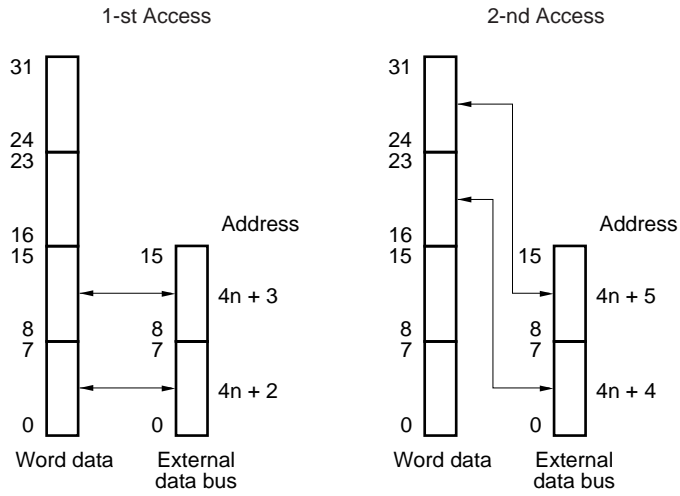 1-st Access
2-nd Access
31
24
23
16
15
8
7
0
Word data
15
8
7
0
External
data bus
Address
4n + 3
4n + 2
31
24
23
16
15
8
7
0
Word data
15
8
7
0
External
data bus
Address
4n + 5
4n + 4